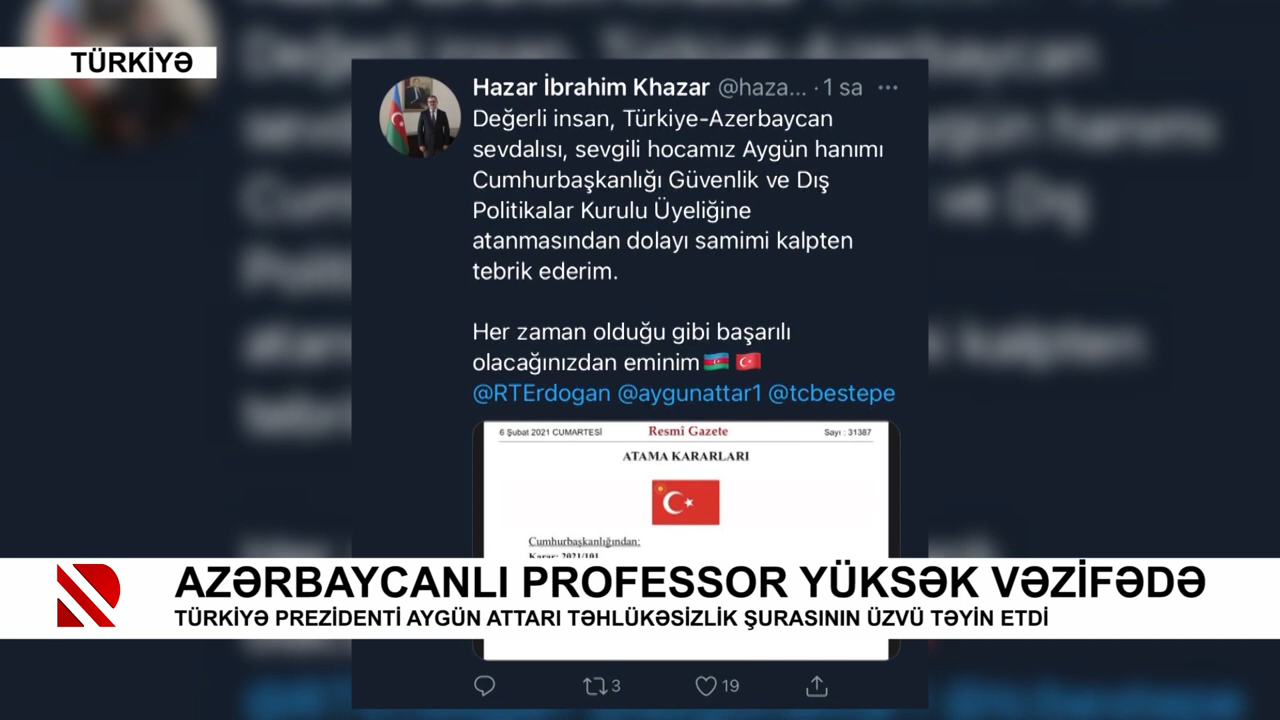 TÜRKİYƏ
Hazar İbrahim Khazar @haza... · 1 sa
Değerli insan, Türkiye-Azerbaycan
sevdalısı, sevgili hocamız Aygün hanımı
Cumhurbaşkanlığı Güvenlik ve Dış
Politikalar Kurulu Üyeliğine
atanmasından dolayı samimi kalpten
tebrik ederim.
Her zaman olduğu gibi başarılı
olacağınızdan eminim🇦🇿 🇹🇷
@RTErdogan @aygunattar1 @tcbestepe
6 Şubat 2021 CUMARTESİ Resmî Gazete Sayı : 31387
ATAMA KARARLARI
Cumhurbaşkanlığından:
Karar: 2021/101
AZƏRBAYCANLI PROFESSOR YÜKSƏK VƏZİFƏDƏ
TÜRKİYƏ PREZİDENTİ AYGÜN ATTARI TƏHLÜKƏSİZLİK ŞURASININ ÜZVÜ TƏYİN ETDİ
3 19